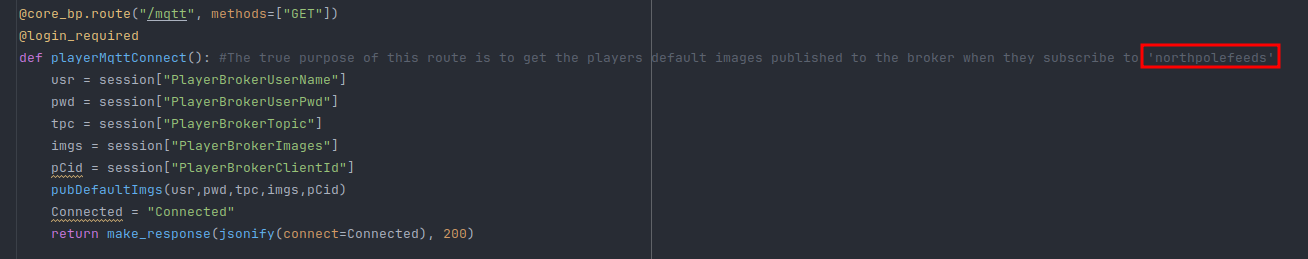 @core_bp.route("/mqtt", methods=["GET"])
@login_required
def playerMqttConnect(): #The true purpose of this route is to get the players default images published to the broker when they subscribe to 'northpolefeeds'
    usr = session["PlayerBrokerUserName"]
    pwd = session["PlayerBrokerUserPwd"]
    tpc = session["PlayerBrokerTopic"]
    imgs = session["PlayerBrokerImages"]
    pCid = session["PlayerBrokerClientId"]
    pubDefaultImgs(usr,pwd,tpc,imgs,pCid)
    Connected = "Connected"
    return make_response(jsonify(connect=Connected), 200)